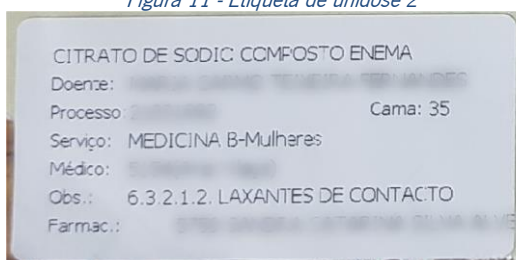 Figura 11 - Etiqueta de unidose 2
CITRATO DE SODIC COMPOSTO ENEMA
Doente:
Processo: Cama: 35
Serviço: MEDICINA B-Mulheres
Médico:
Obs.: 6.3.2.1.2. LAXANTES DE CONTACTO
Farmac.: